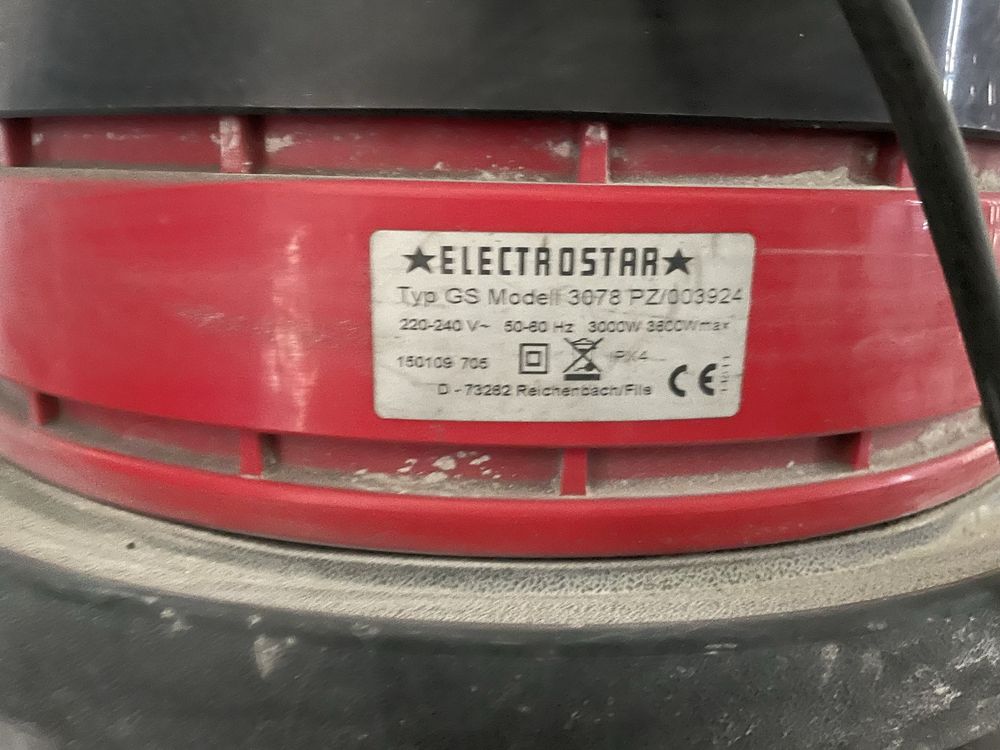 ★ELECTROSTAR★
Typ GS Modell 3078 PZ/003924
220-240 V~ 50-60 Hz 3000W 3600Wmax
150109 705 IPX4
D - 73262 Reichenbach/Fils
CE